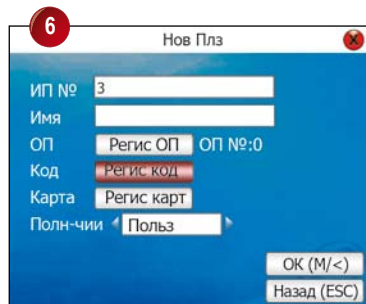 6
Нов Плз
ИП № 3
Имя
ОП Регис ОП ОП №:0
Код Регис код
Карта Регис карт
Полн-чии Польз
OK (M/<)
Назад (ESC)